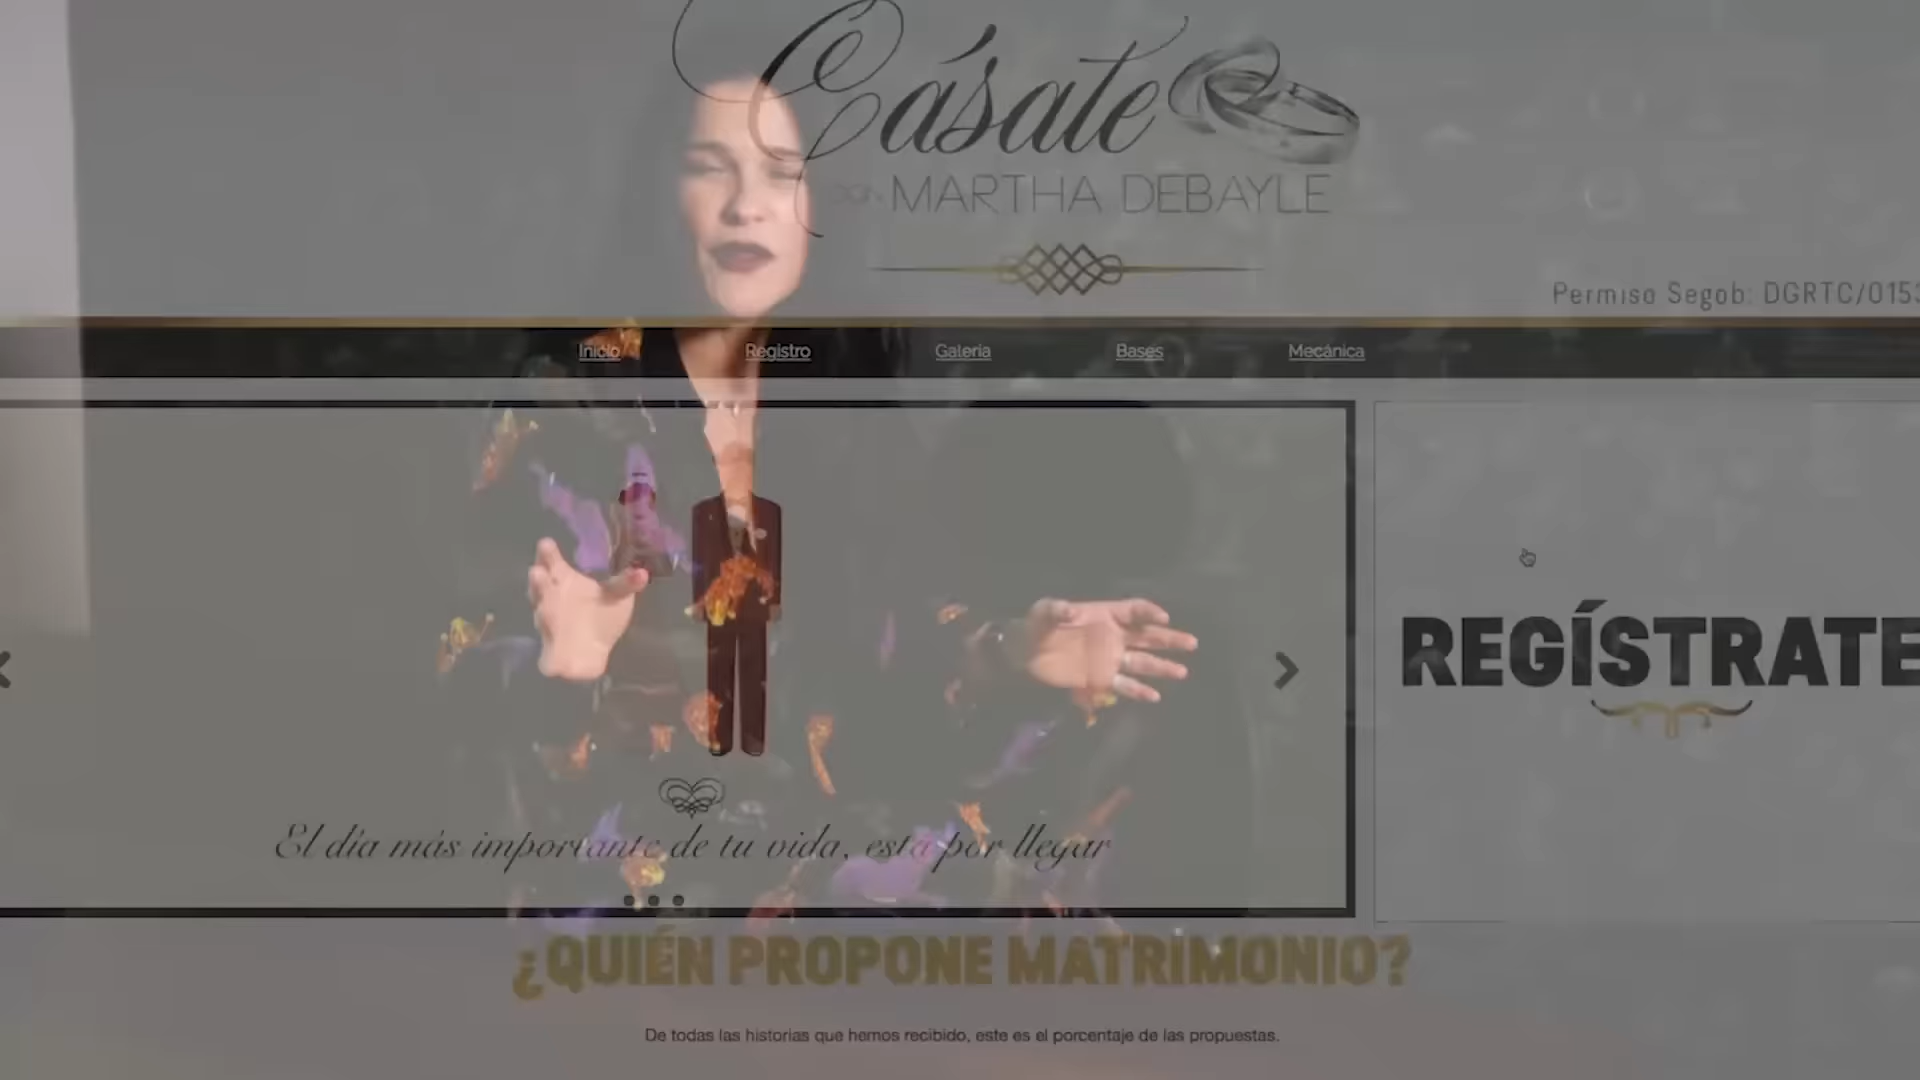 Cásate
CON MARTHA DEBAYLE
Permiso Segob: DGRTC/0153
Inicio Registro Galeria Bases Mecánica
REGÍSTRATE
El día más importante de tu vida, esta por llegar
¿QUIÉN PROPONE MATRIMONIO?
De todas las historias que hemos recibido, este es el porcentaje de las propuestas.